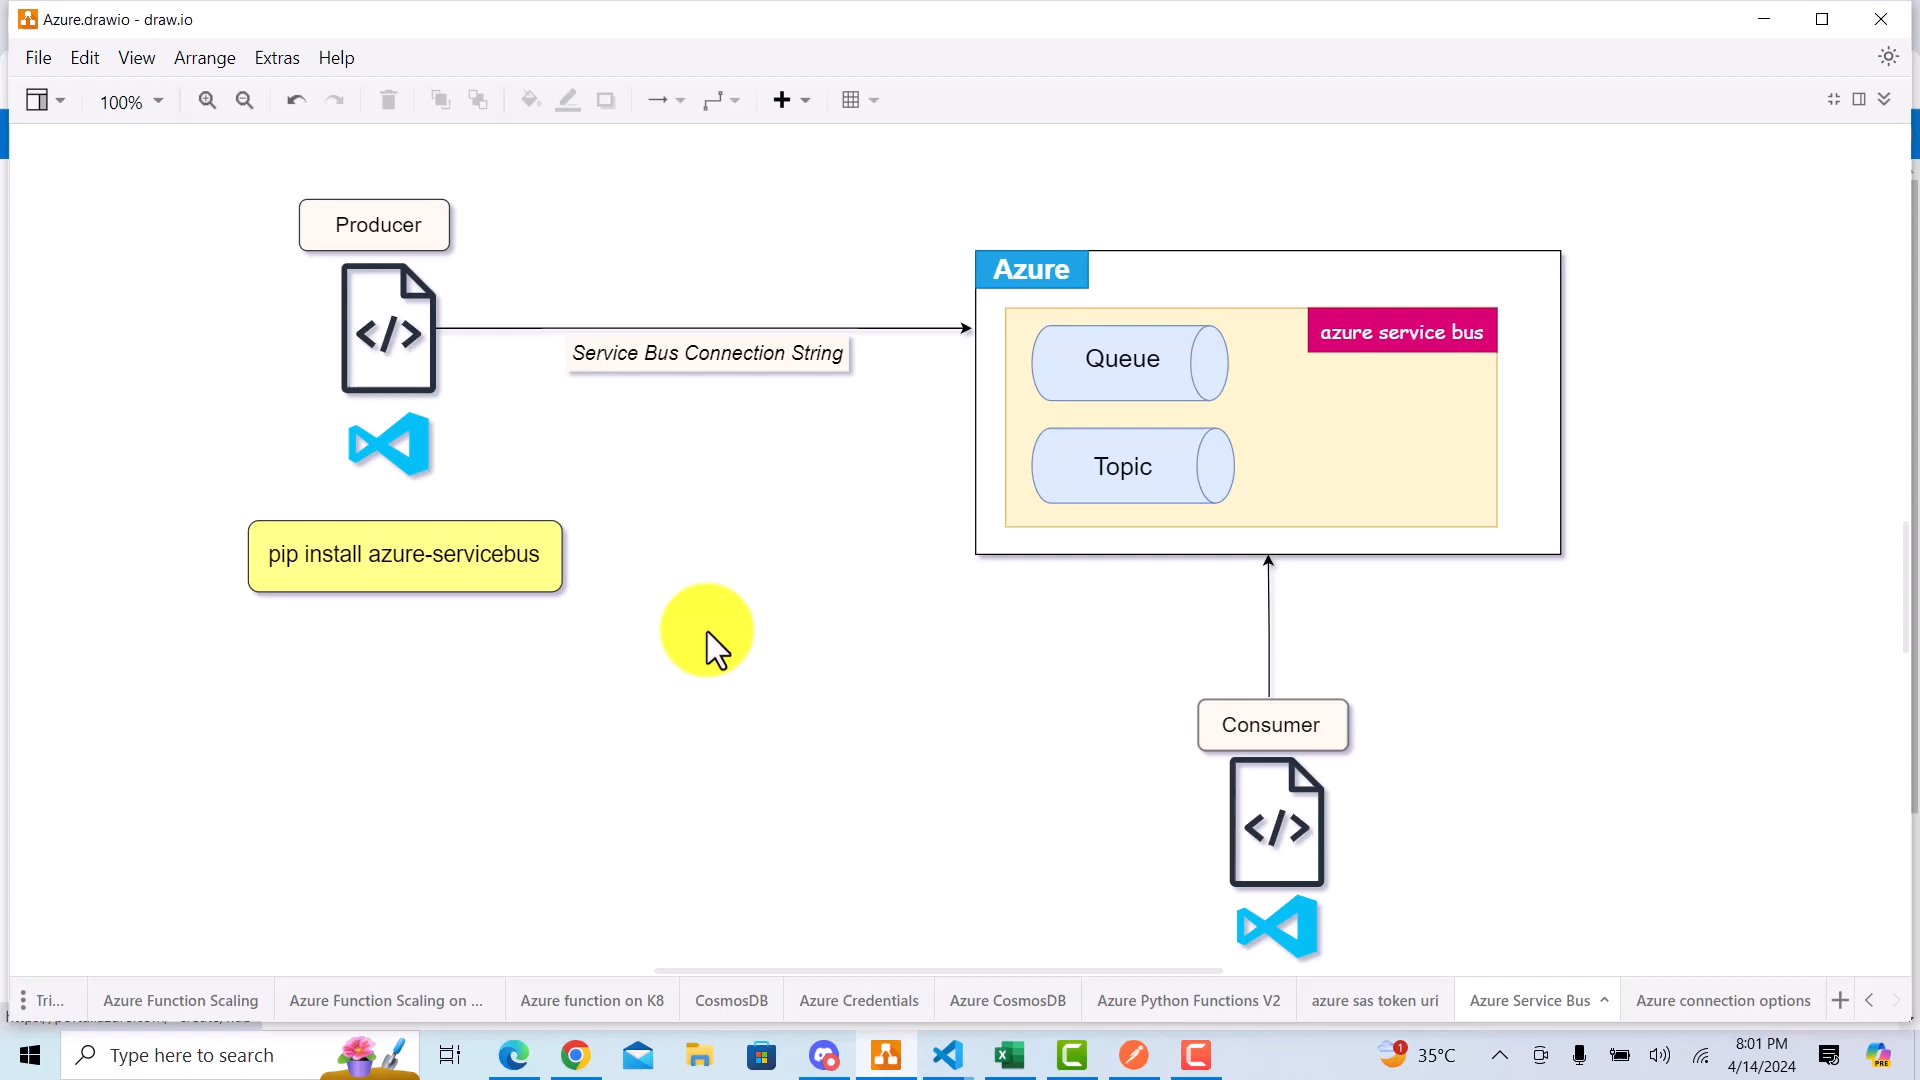 Azure.drawio - draw.io
File Edit View Arrange Extras Help
100%
Producer
</>
Service Bus Connection String
pip install azure-servicebus
Azure
azure service bus
Queue
Topic
Consumer
</>
Tri... Azure Function Scaling Azure Function Scaling on ... Azure function on K8 CosmosDB Azure Credentials Azure CosmosDB Azure Python Functions V2 azure sas token uri Azure Service Bus Azure connection options
Type here to search
1 35°C
8:01 PM
4/14/2024
PRE